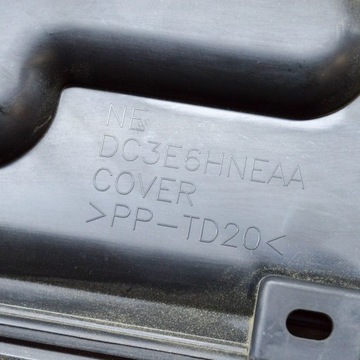 NE
DC3E6HNEAA
COVER
>PP-TD20<